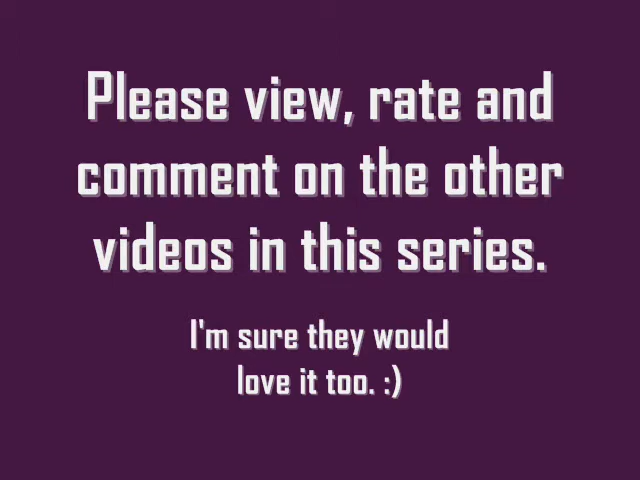 Please view, rate and
comment on the other
videos in this series.
I'm sure they would
love it too. :)